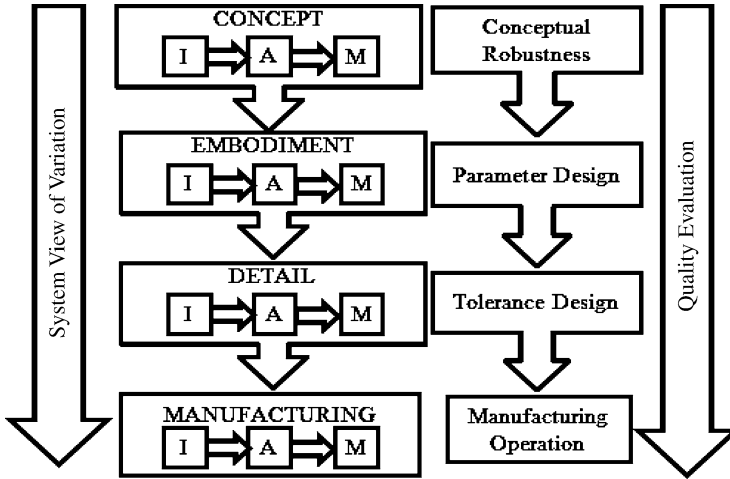 System View of Variation
CONCEPT
I A M
EMBODIMENT
I A M
DETAIL
I A M
MANUFACTURING
I A M
Conceptual
Robustness
Parameter Design
Tolerance Design
Manufacturing
Operation
Quality Evaluation